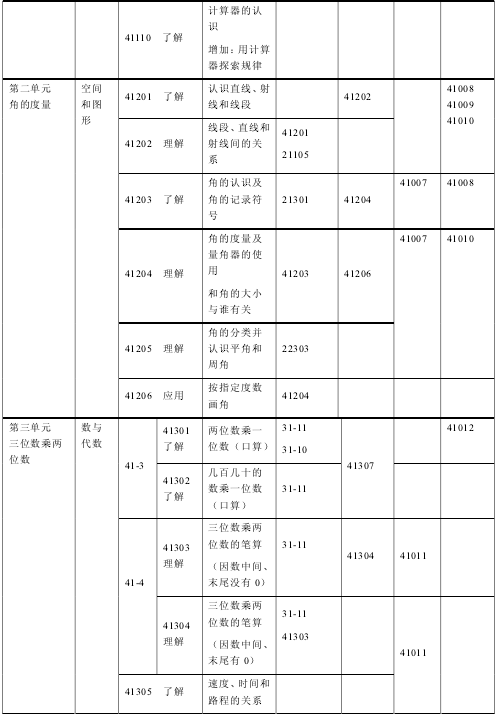 计算器的认
识
41110 了解
增加：用计算
器探索规律
第二单元
角的度量
空间
和图
形
41201 了解
认识直线、射
线和线段
41202
41008
41009
41010
41202 理解
线段、直线和
射线间的关
系
41201
21105
41203 了解
角的认识及
角的记录符
号
21301
41204
41007
41008
41204 理解
角的度量及
量角器的使
用
和角的大小
与谁有关
41203
41206
41007
41010
41205 理解
角的分类并
认识平角和
周角
22303
41206 应用
按指定度数
画角
41204
第三单元
三位数乘两
位数
数与
代数
41-3
41301
了解
两位数乘一
位数（口算）
31-11
31-10
41307
41012
41302
了解
几百几十的
数乘一位数
（口算）
31-11
41-4
41303
理解
三位数乘两
位数的笔算
（因数中间、
末尾没有 0）
31-11
41304
41011
41304
理解
三位数乘两
位数的笔算
（因数中间、
末尾有 0）
31-11
41303
41011
41305 了解
速度、时间和
路程的关系